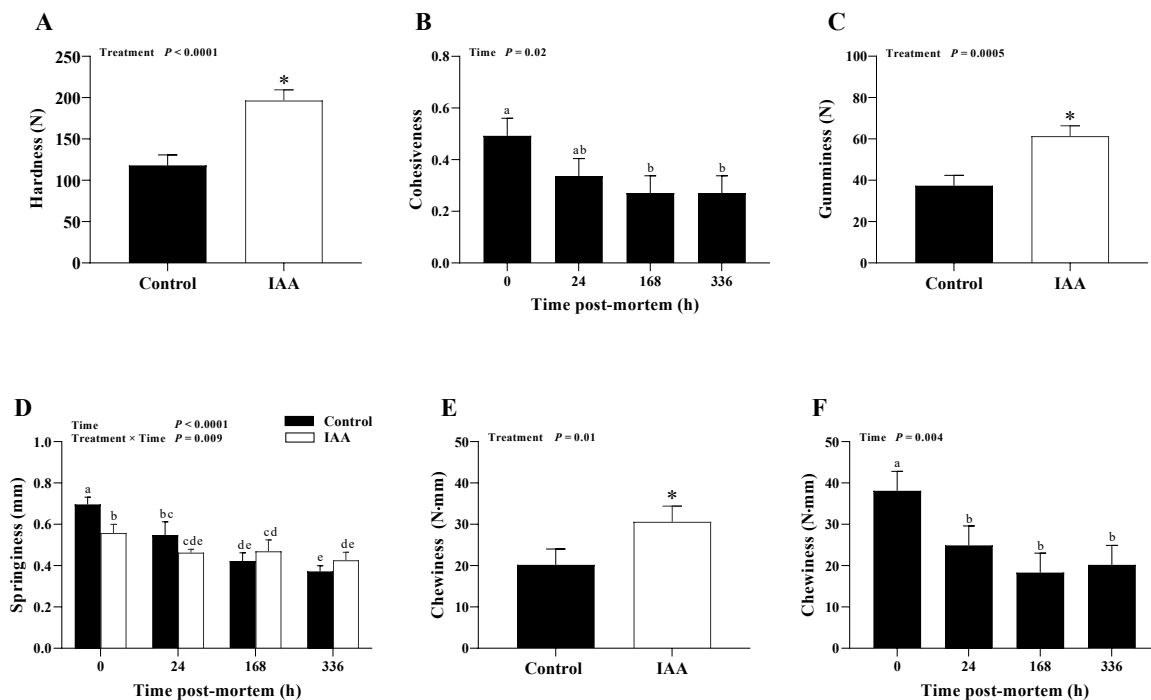 A
Treatment P < 0.0001
250
200
150
100
50
0
Hardness (N)
*
Control IAA
B
Time P = 0.02
0.8
0.6
0.4
0.2
0.0
Cohesiveness
a
ab
b
b
0 24 168 336
Time post-mortem (h)
C
Treatment P = 0.0005
100
80
60
40
20
0
Gumminess (N)
*
Control IAA
D
Time P < 0.0001
Treatment × Time P = 0.009
Control
IAA
1.0
0.8
0.6
0.4
0.2
0.0
Springiness (mm)
a
b
bc
cde
de
cd
e
de
0 24 168 336
Time post-mortem (h)
E
Treatment P = 0.01
50
40
30
20
10
0
Chewiness (N·mm)
*
Control IAA
F
Time P = 0.004
50
40
30
20
10
0
Chewiness (N·mm)
a
b
b
b
0 24 168 336
Time post-mortem (h)